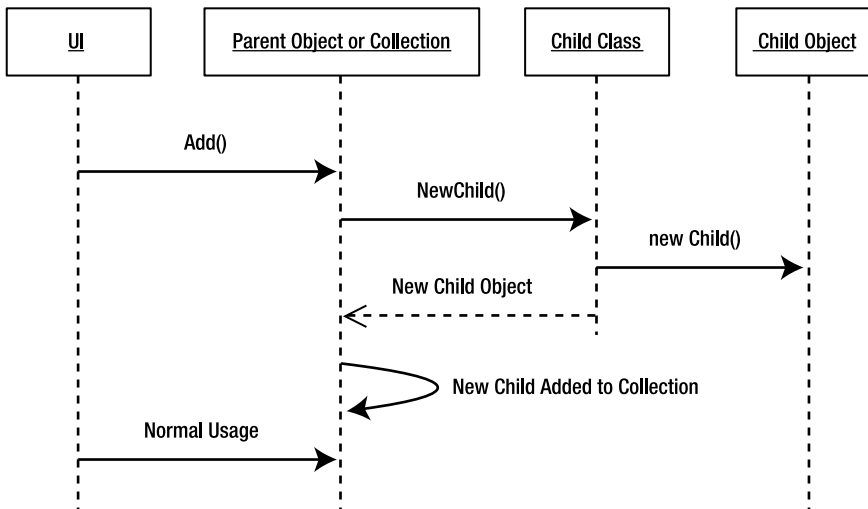 UI
Parent Object or Collection
Child Class
Child Object
Add()
NewChild()
new Child()
New Child Object
New Child Added to Collection
Normal Usage